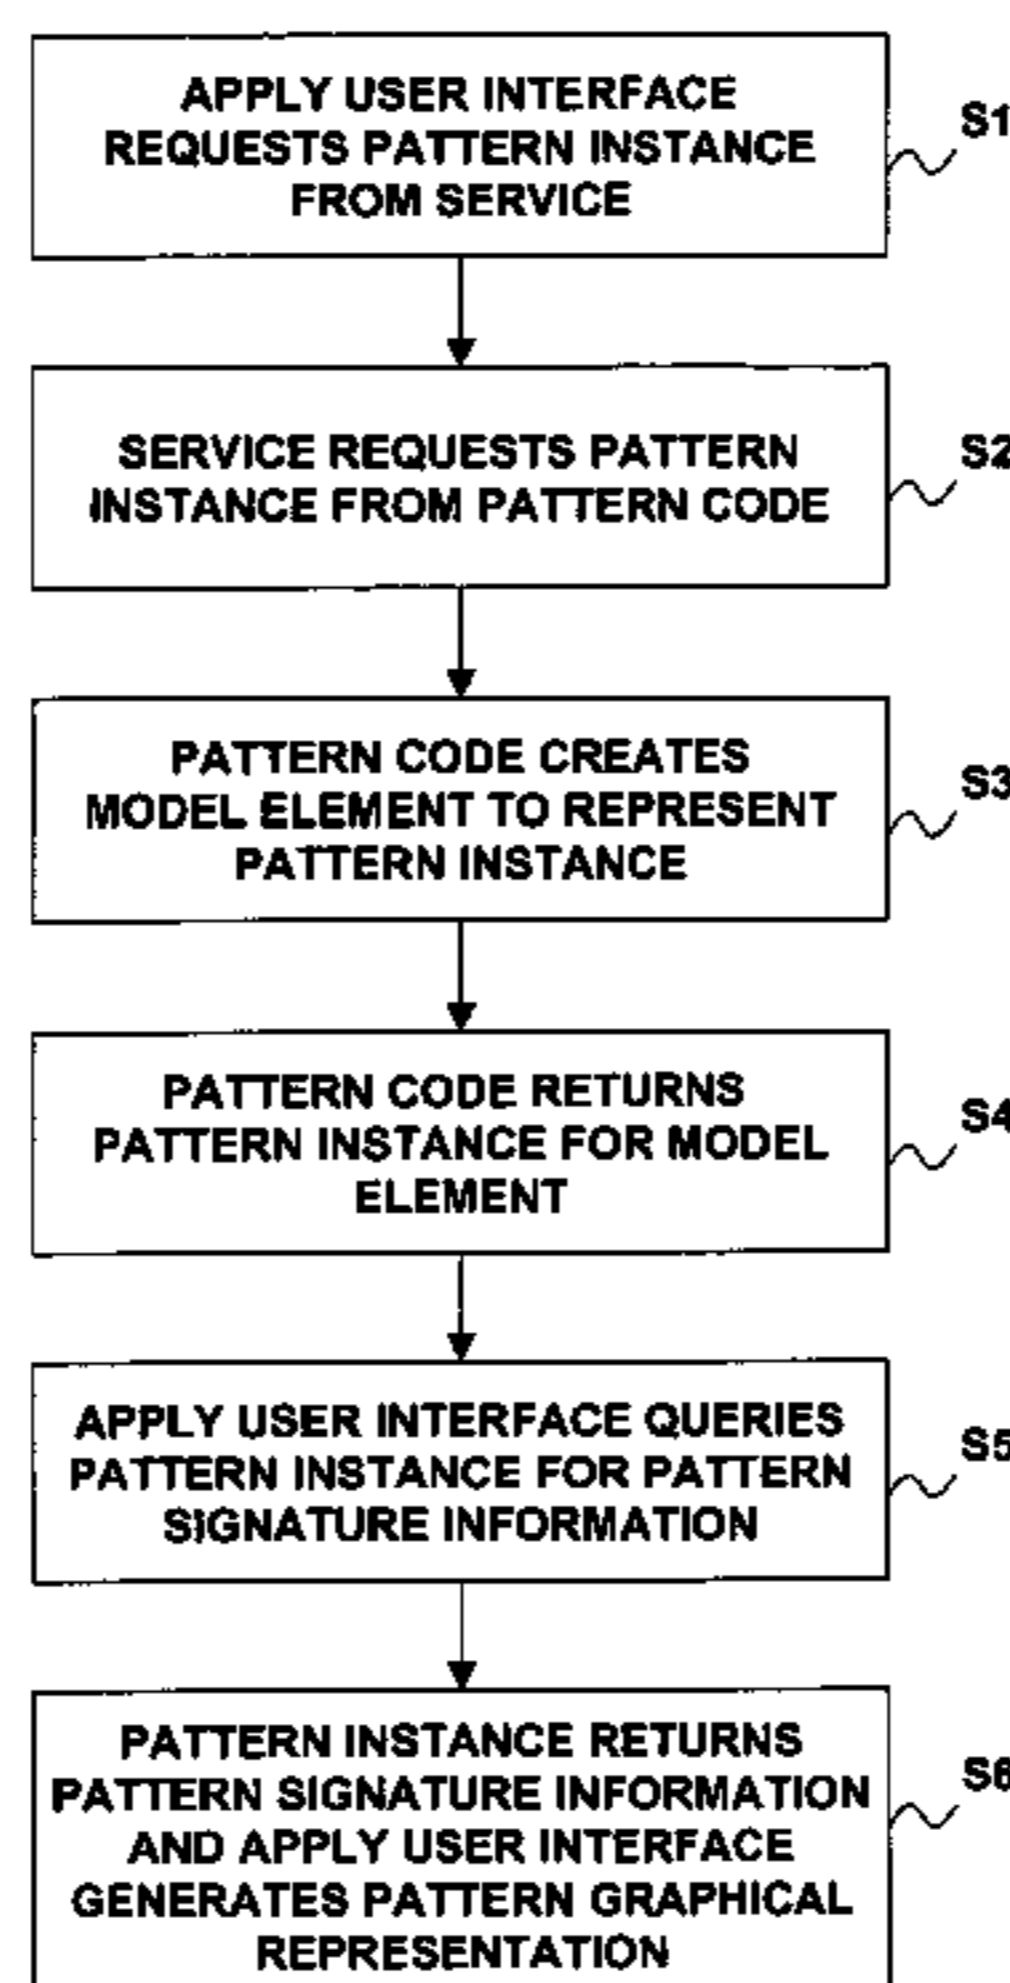 APPLY USER INTERFACE
REQUESTS PATTERN INSTANCE
FROM SERVICE
S1
SERVICE REQUESTS PATTERN
INSTANCE FROM PATTERN CODE
S2
PATTERN CODE CREATES
MODEL ELEMENT TO REPRESENT
PATTERN INSTANCE
S3
PATTERN CODE RETURNS
PATTERN INSTANCE FOR MODEL
ELEMENT
S4
APPLY USER INTERFACE QUERIES
PATTERN INSTANCE FOR PATTERN
SIGNATURE INFORMATION
S5
PATTERN INSTANCE RETURNS
PATTERN SIGNATURE INFORMATION
AND APPLY USER INTERFACE
GENERATES PATTERN GRAPHICAL
REPRESENTATION
S6